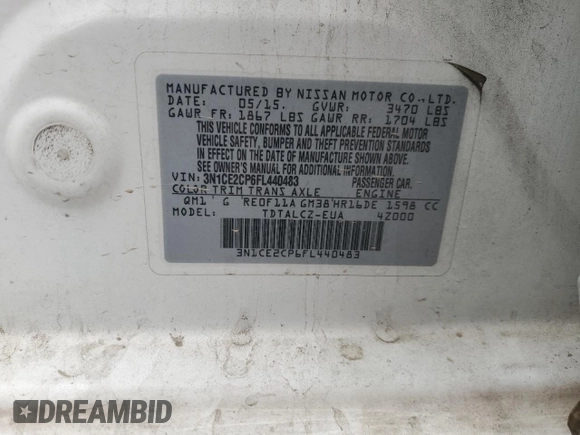 MANUFACTURED BY NISSAN MOTOR CO.,LTD.
DATE: 05/15. GVWR: 3470 LBS
GAWR FR: 1867 LBS GAWR RR: 1704 LBS
THIS VEHICLE CONFORMS TO ALL APPLICABLE FEDERAL MOTOR
VEHICLE SAFETY, BUMPER AND THEFT PREVENTION STANDARDS
IN EFFECT ON THE DATE OF MANUFACTURE SHOWN ABOVE.
SEE OWNER'S MANUAL FOR ADDITIONAL INFORMATION.
VIN: 3N1CE2CP6FL440483 PASSENGER CAR.
COLOR TRIM TRANS AXLE ENGINE
QM1 G RE0F11A GM38 HR16DE 1598 CC
MODEL: TDTALCZ-EUA 42000
3N1CE2CP6FL440483
DREAMBID